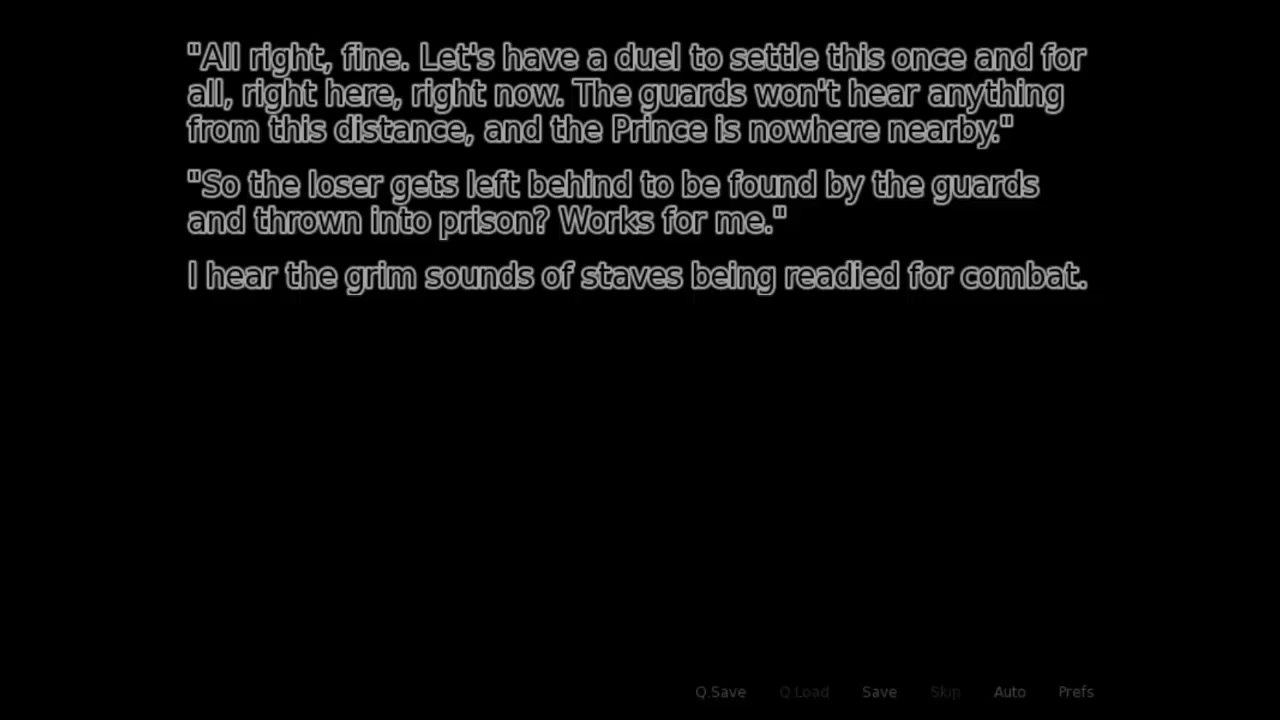 "All right, fine. Let's have a duel to settle this once and for
all, right here, right now. The guards won't hear anything
from this distance, and the Prince is nowhere nearby."
"So the loser gets left behind to be found by the guards
and thrown into prison? Works for me."
I hear the grim sounds of staves being readied for combat.
Q.Save Q.Load Save Skip Auto Prefs